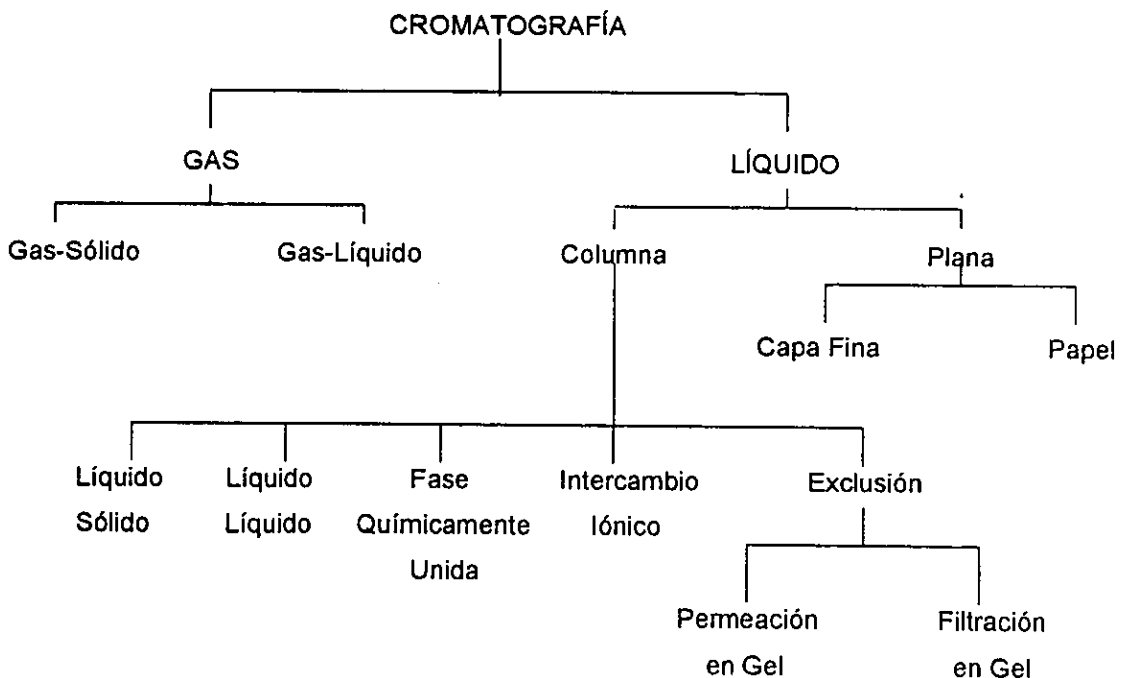 CROMATOGRAFÍA
GAS
LÍQUIDO
Gas-Sólido
Gas-Líquido
Columna
Plana
Capa Fina
Papel
Líquido
Sólido
Líquido
Líquido
Fase
Químicamente
Unida
Intercambio
Iónico
Exclusión
Permeación
en Gel
Filtración
en Gel